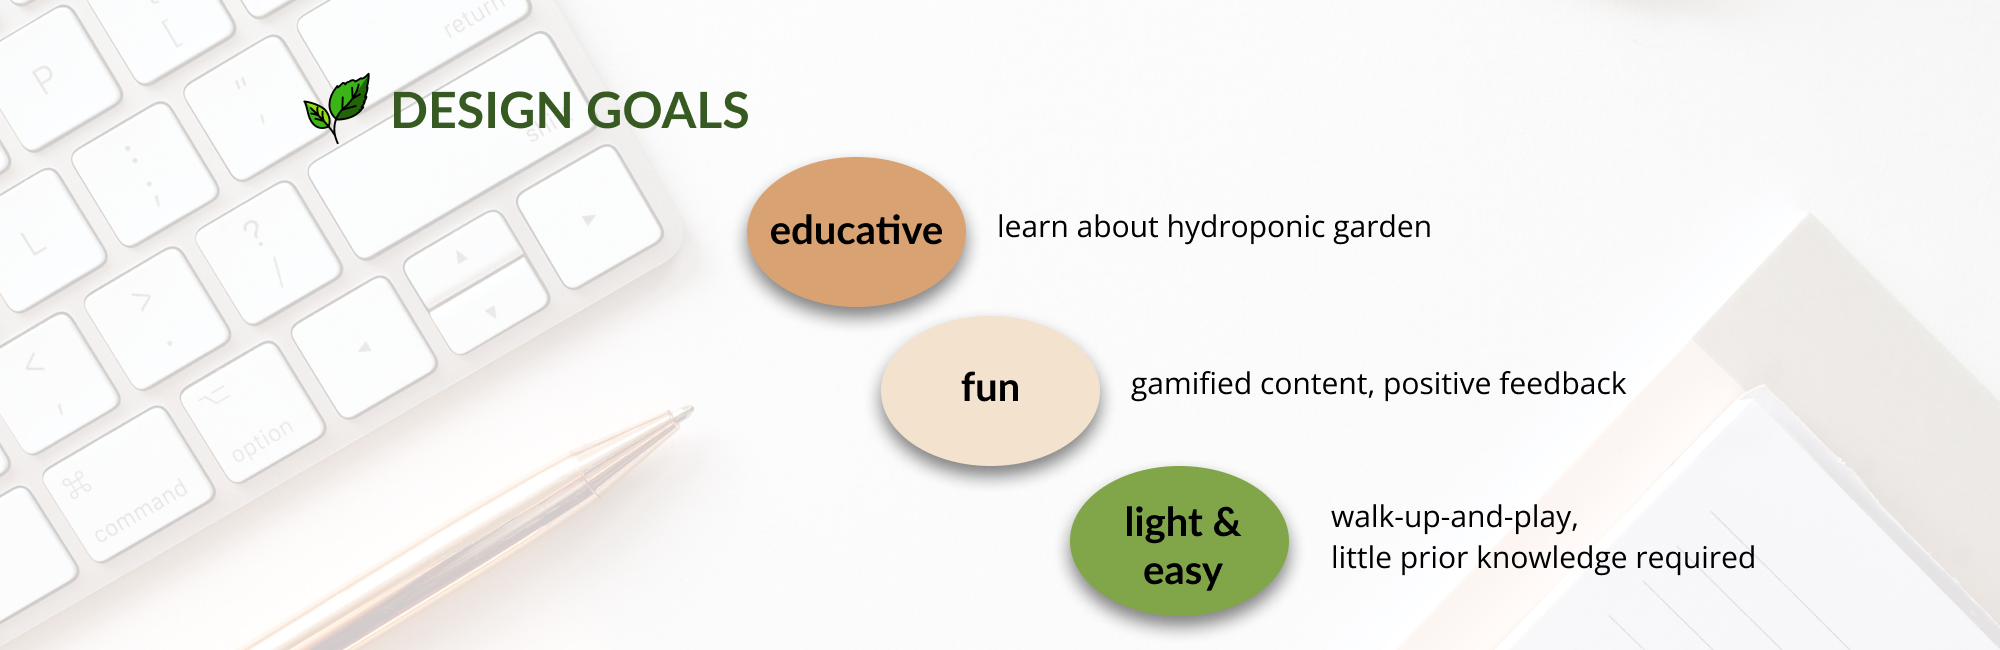 DESIGN GOALS
educative
learn about hydroponic garden
fun
gamified content, positive feedback
light &
easy
walk-up-and-play,
little prior knowledge required
return
P
[
"
,
:
;
L
?
/
>
.
<
,
option
command